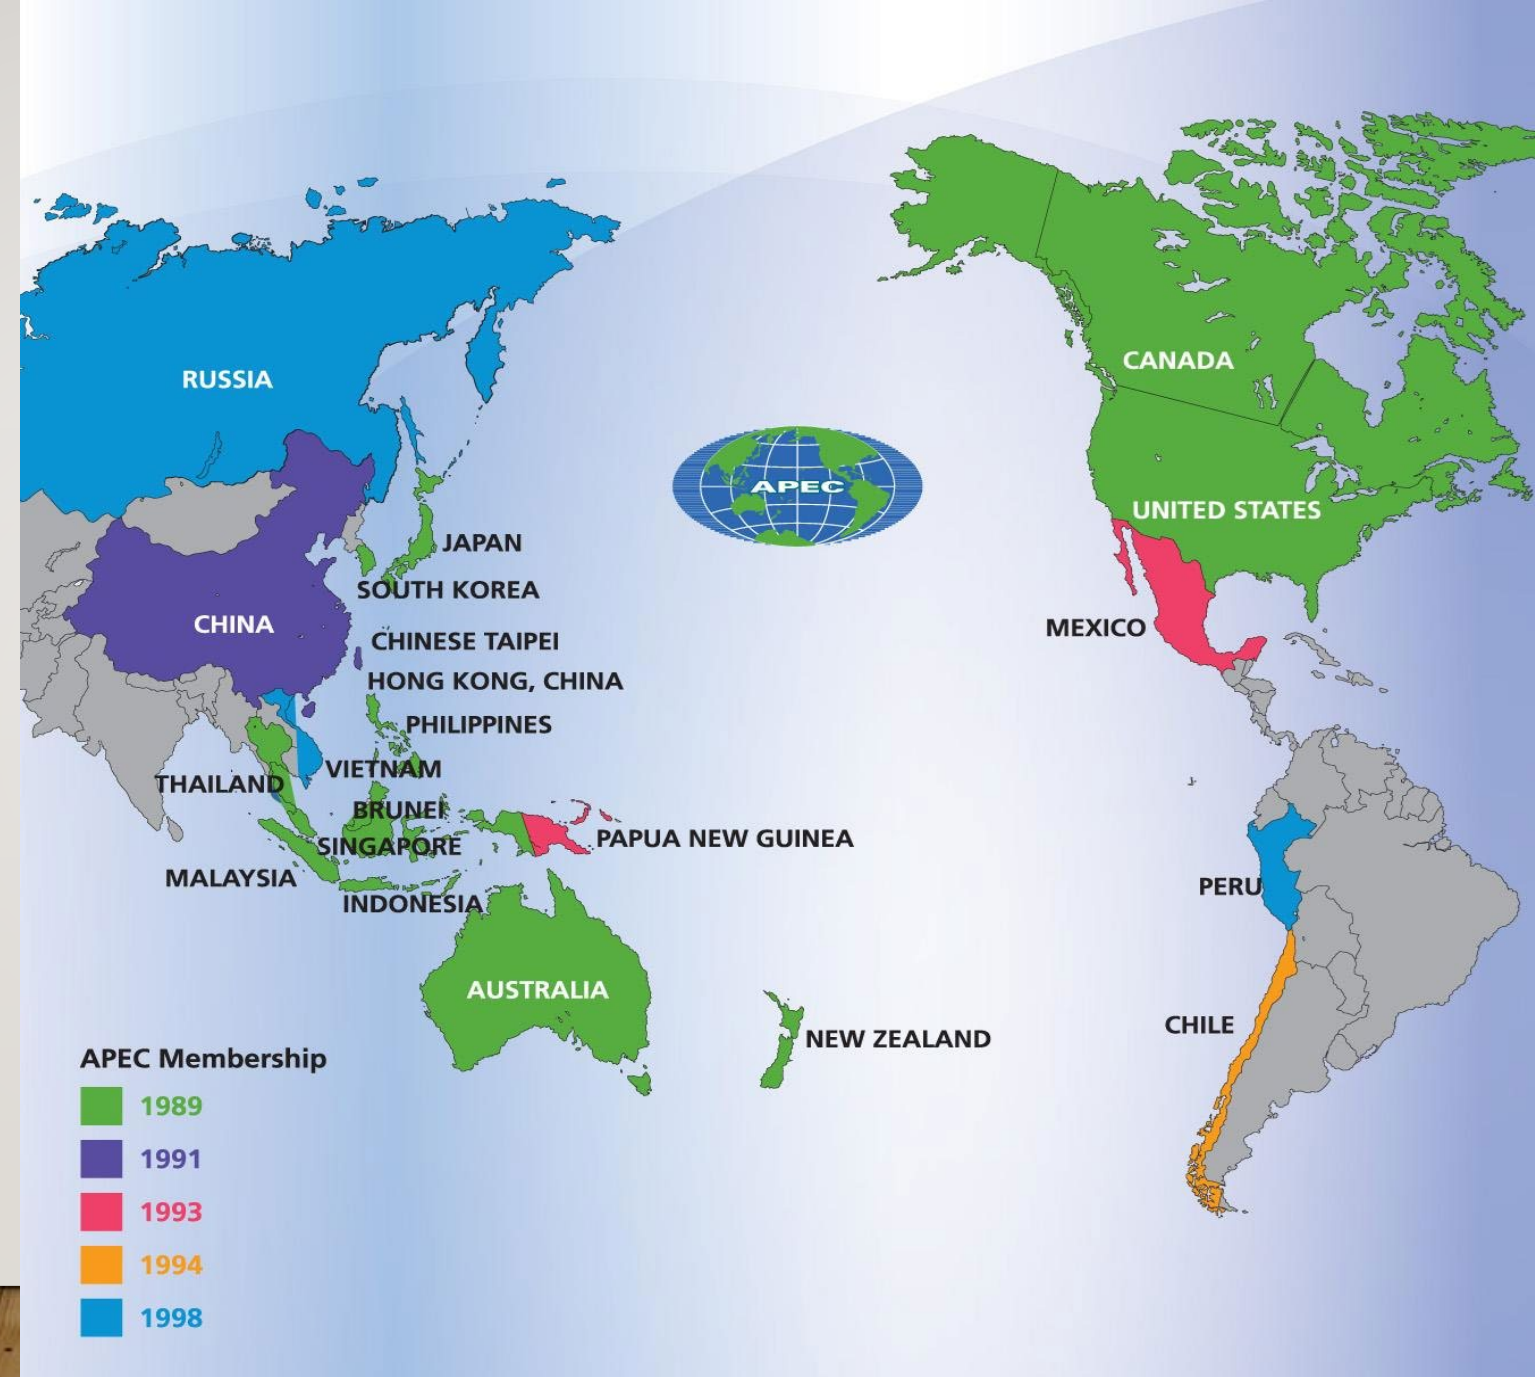 RUSSIA
CANADA
APEC
UNITED STATES
JAPAN
SOUTH KOREA
CHINA
MEXICO
CHINESE TAIPEI
HONG KONG, CHINA
PHILIPPINES
VIETNAM
THAILAND
BRUNEI
SINGAPORE
PAPUA NEW GUINEA
MALAYSIA
PERU
INDONESIA
AUSTRALIA
CHILE
NEW ZEALAND
APEC Membership
1989
1991
1993
1994
1998